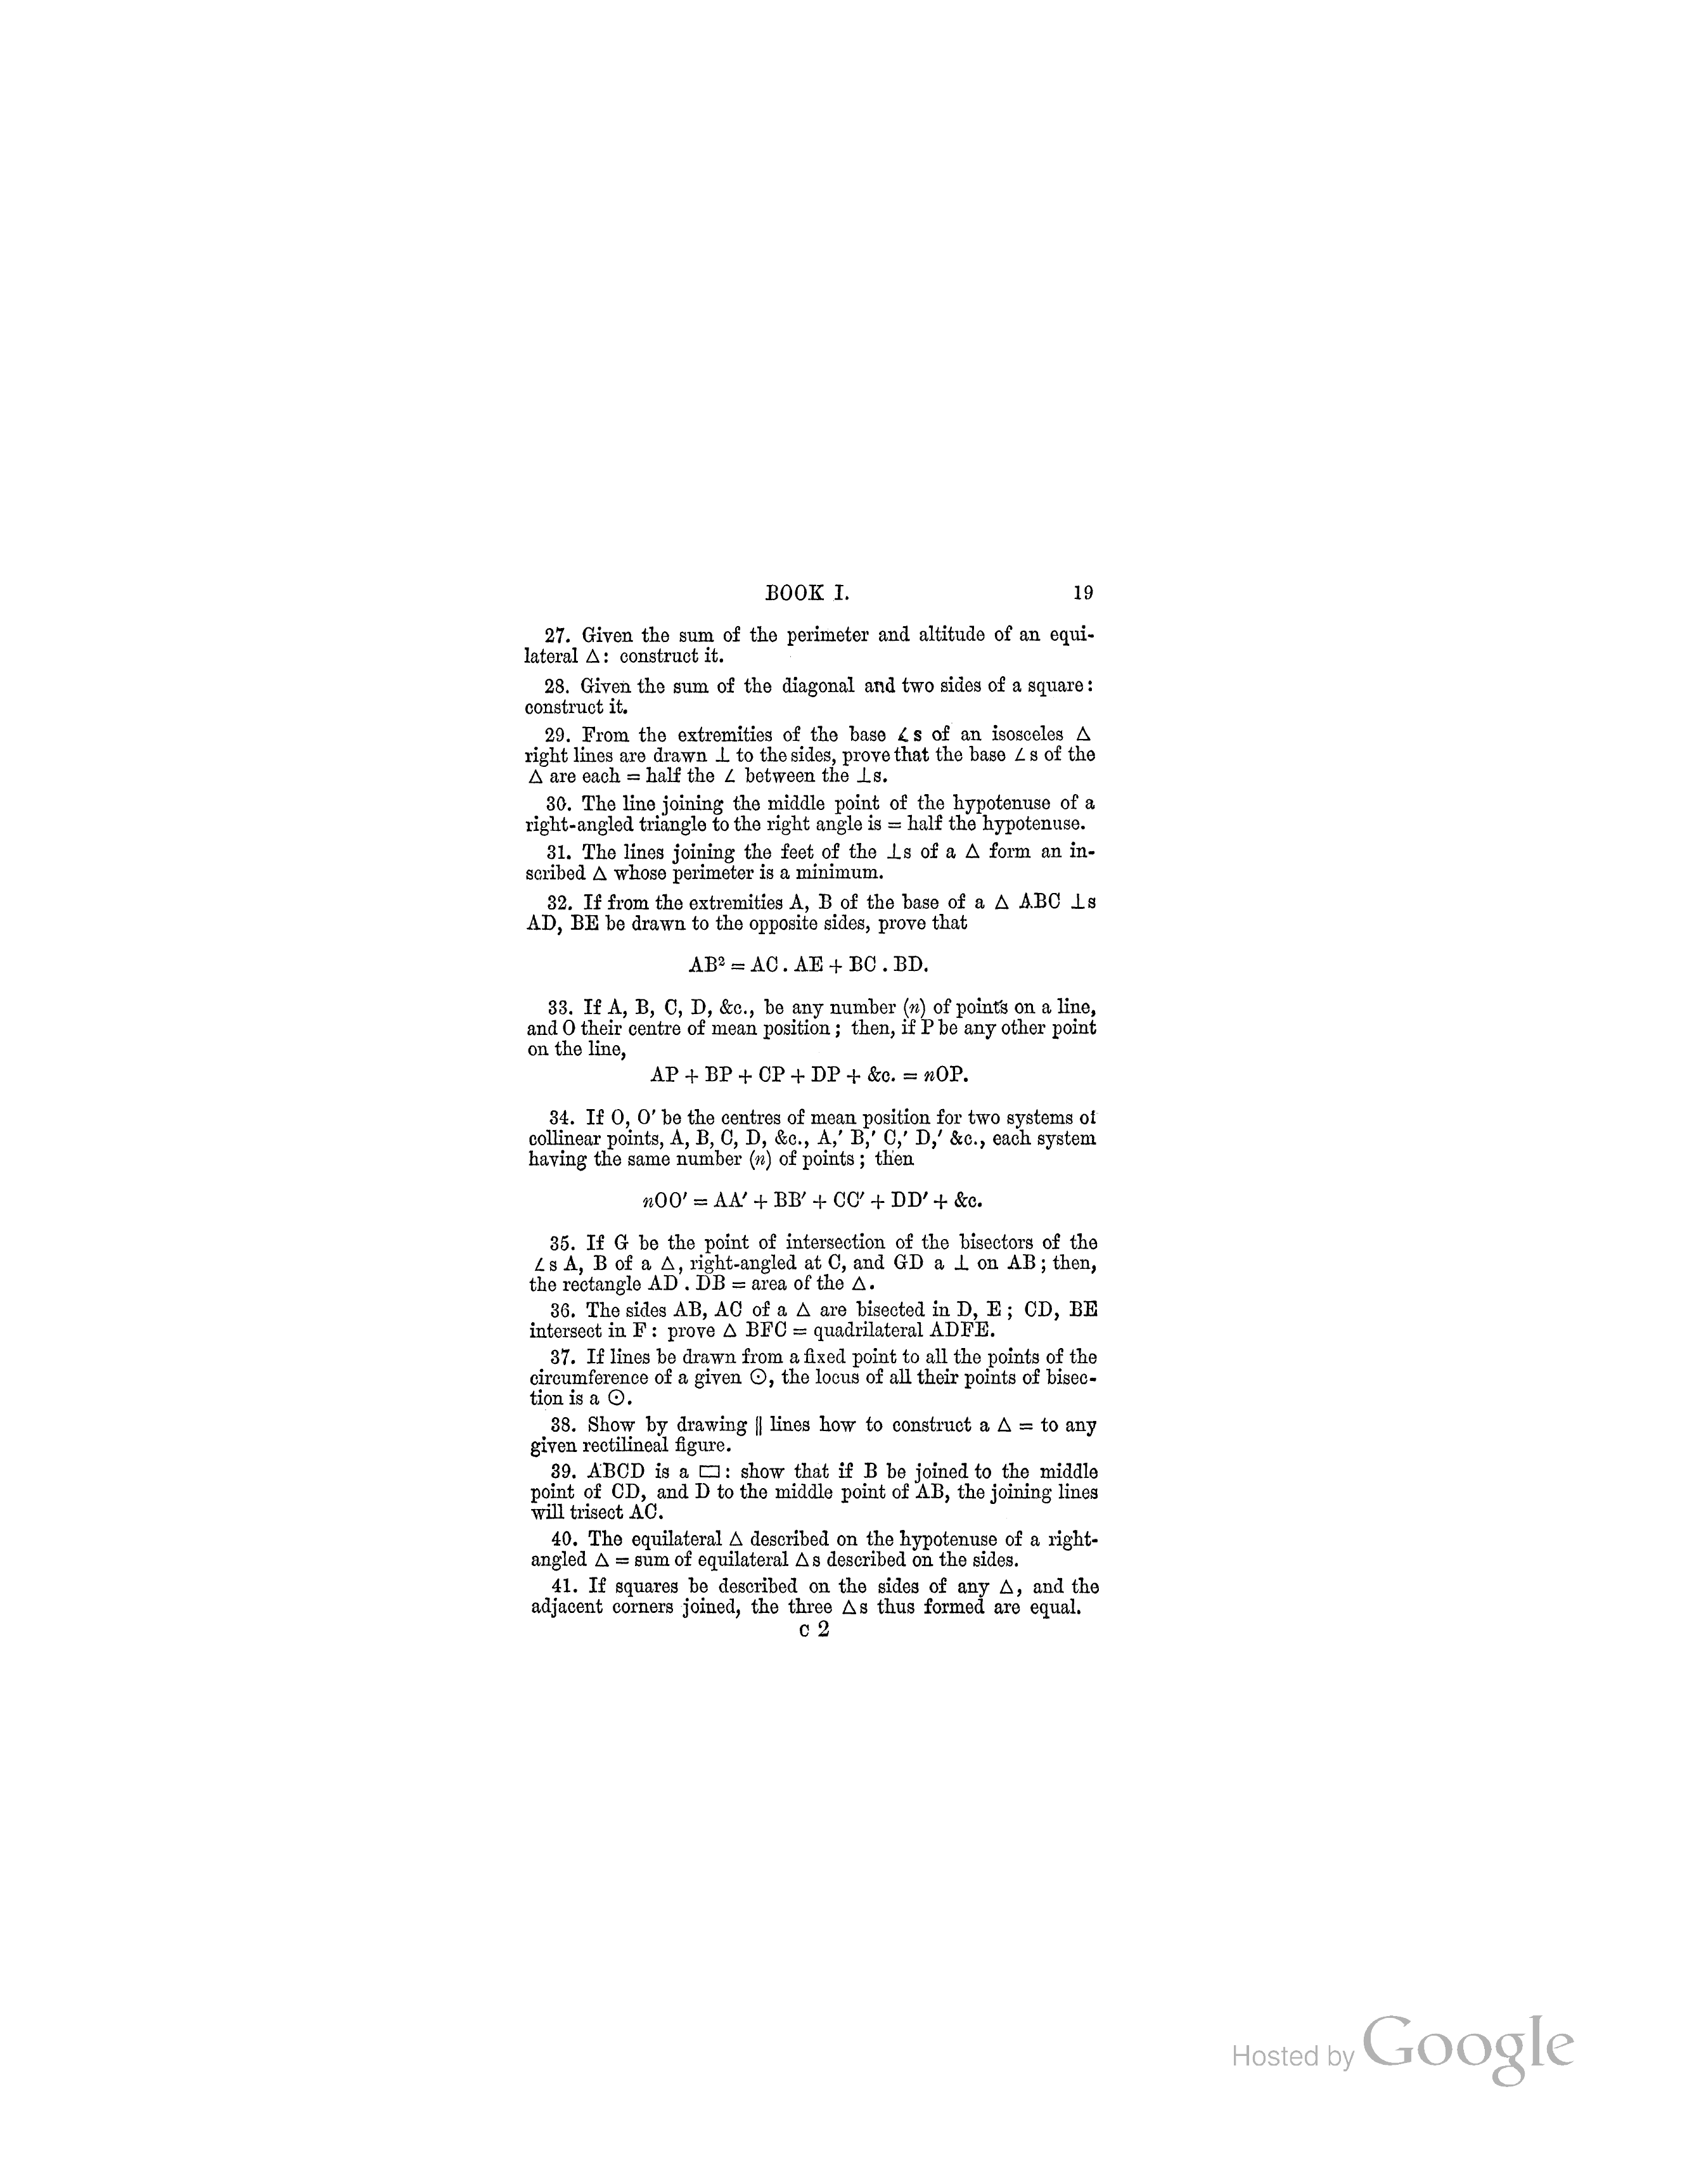 BOOK I. 19
27. Given the sum of the perimeter and altitude of an equi-
lateral △: construct it.
28. Given the sum of the diagonal and two sides of a square:
construct it.
29. From the extremities of the base ∠s of an isosceles △
right lines are drawn ⊥ to the sides, prove that the base ∠s of the
△ are each = half the ∠ between the ⊥s.
30. The line joining the middle point of the hypotenuse of a
right-angled triangle to the right angle is = half the hypotenuse.
31. The lines joining the feet of the ⊥s of a △ form an in-
scribed △ whose perimeter is a minimum.
32. If from the extremities A, B of the base of a △ ABC ⊥s
AD, BE be drawn to the opposite sides, prove that
AB² = AC . AE + BC . BD.
33. If A, B, C, D, &c., be any number (n) of points on a line,
and O their centre of mean position; then, if P be any other point
on the line,
AP + BP + CP + DP + &c. = nOP.
34. If O, O′ be the centres of mean position for two systems of
collinear points, A, B, C, D, &c., A,′ B,′ C,′ D,′ &c., each system
having the same number (n) of points; then
nOO′ = AA′ + BB′ + CC′ + DD′ + &c.
35. If G be the point of intersection of the bisectors of the
∠s A, B of a △, right-angled at C, and GD a ⊥ on AB; then,
the rectangle AD . DB = area of the △.
36. The sides AB, AC of a △ are bisected in D, E; CD, BE
intersect in F: prove △ BFC = quadrilateral ADFE.
37. If lines be drawn from a fixed point to all the points of the
circumference of a given ⊙, the locus of all their points of bisec-
tion is a ⊙.
38. Show by drawing || lines how to construct a △ = to any
given rectilineal figure.
39. ABCD is a ▭: show that if B be joined to the middle
point of CD, and D to the middle point of AB, the joining lines
will trisect AC.
40. The equilateral △ described on the hypotenuse of a right-
angled △ = sum of equilateral △s described on the sides.
41. If squares be described on the sides of any △, and the
adjacent corners joined, the three △s thus formed are equal.
C 2
Hosted by Google